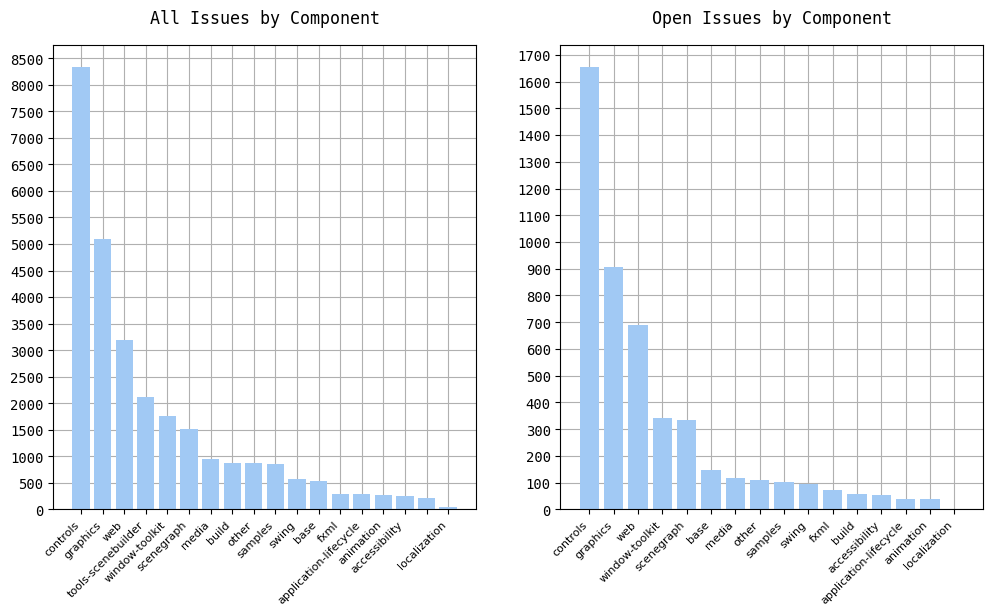 All Issues by Component
8500
8000
7500
7000
6500
6000
5500
5000
4500
4000
3500
3000
2500
2000
1500
1000
500
0
controls
graphics
web
tools-scenebuilder
window-toolkit
scenegraph
media
build
other
samples
swing
base
fxml
application-lifecycle
animation
accessibility
localization
Open Issues by Component
1700
1600
1500
1400
1300
1200
1100
1000
900
800
700
600
500
400
300
200
100
0
controls
graphics
web
window-toolkit
scenegraph
base
media
other
samples
swing
fxml
build
accessibility
application-lifecycle
animation
localization